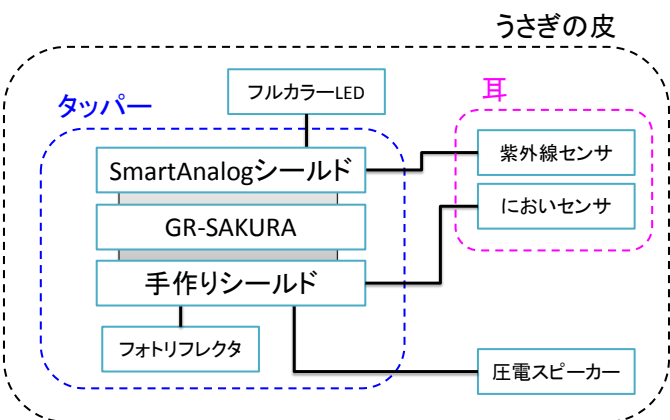 うさぎの皮
フルカラーLED
耳
タッパー
紫外線センサ
SmartAnalogシールド
においセンサ
GR-SAKURA
手作りシールド
フォトリフレクタ
圧電スピーカー